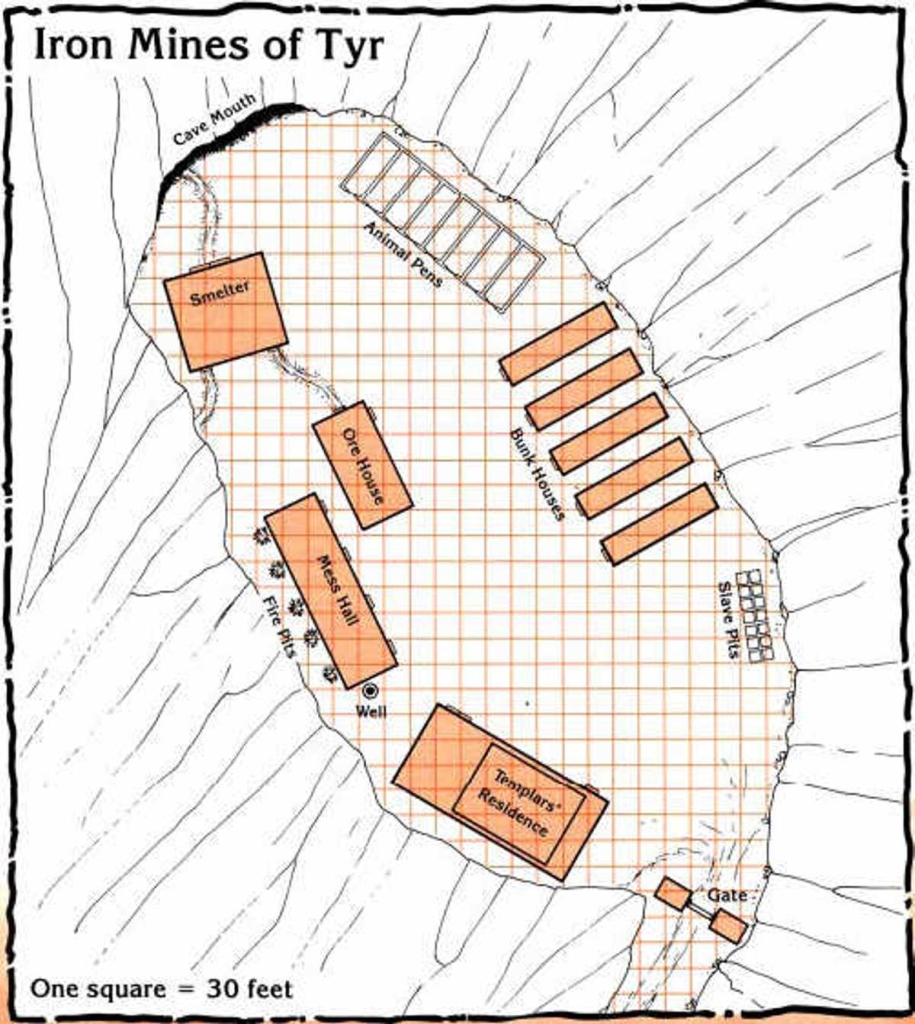 Iron Mines of Tyr
Cave Mouth
Animal Pens
Smelter
Ore House
Bunk Houses
Mess Hall
Fire Pits
Slave Pits
Well
Templars'
Residence
Gate
One square = 30 feet